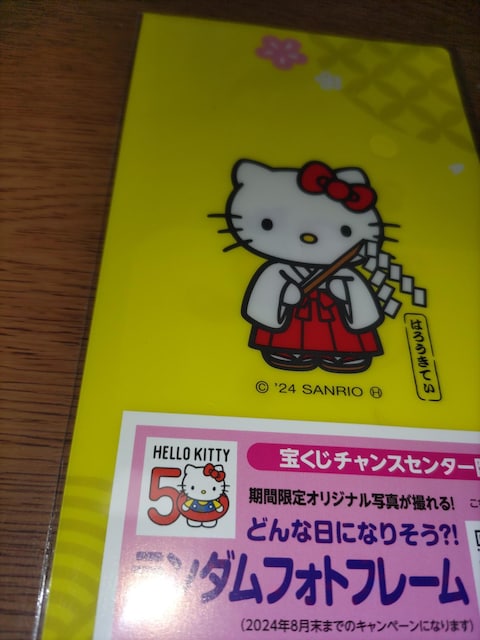 はろうきてぃ
© '24 SANRIO Ⓗ
HELLO KITTY
50
宝くじチャンスセンター
期間限定オリジナル写真が撮れる!
どんな日になりそう?!
ランダムフォトフレーム
(2024年8月末までのキャンペーンになります)